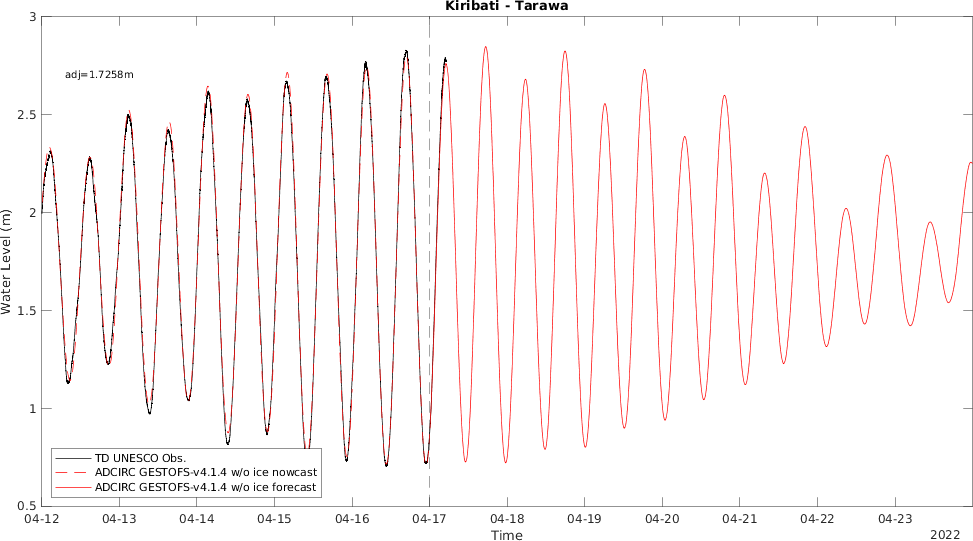 Kiribati - Tarawa
3
adj=1.7258m
2.5
2
Water Level (m)
1.5
1
TD UNESCO Obs.
ADCIRC GESTOFS-v4.1.4 w/o ice nowcast
ADCIRC GESTOFS-v4.1.4 w/o ice forecast
0.5
04-12 04-13 04-14 04-15 04-16 04-17 04-18 04-19 04-20 04-21 04-22 04-23
Time
2022